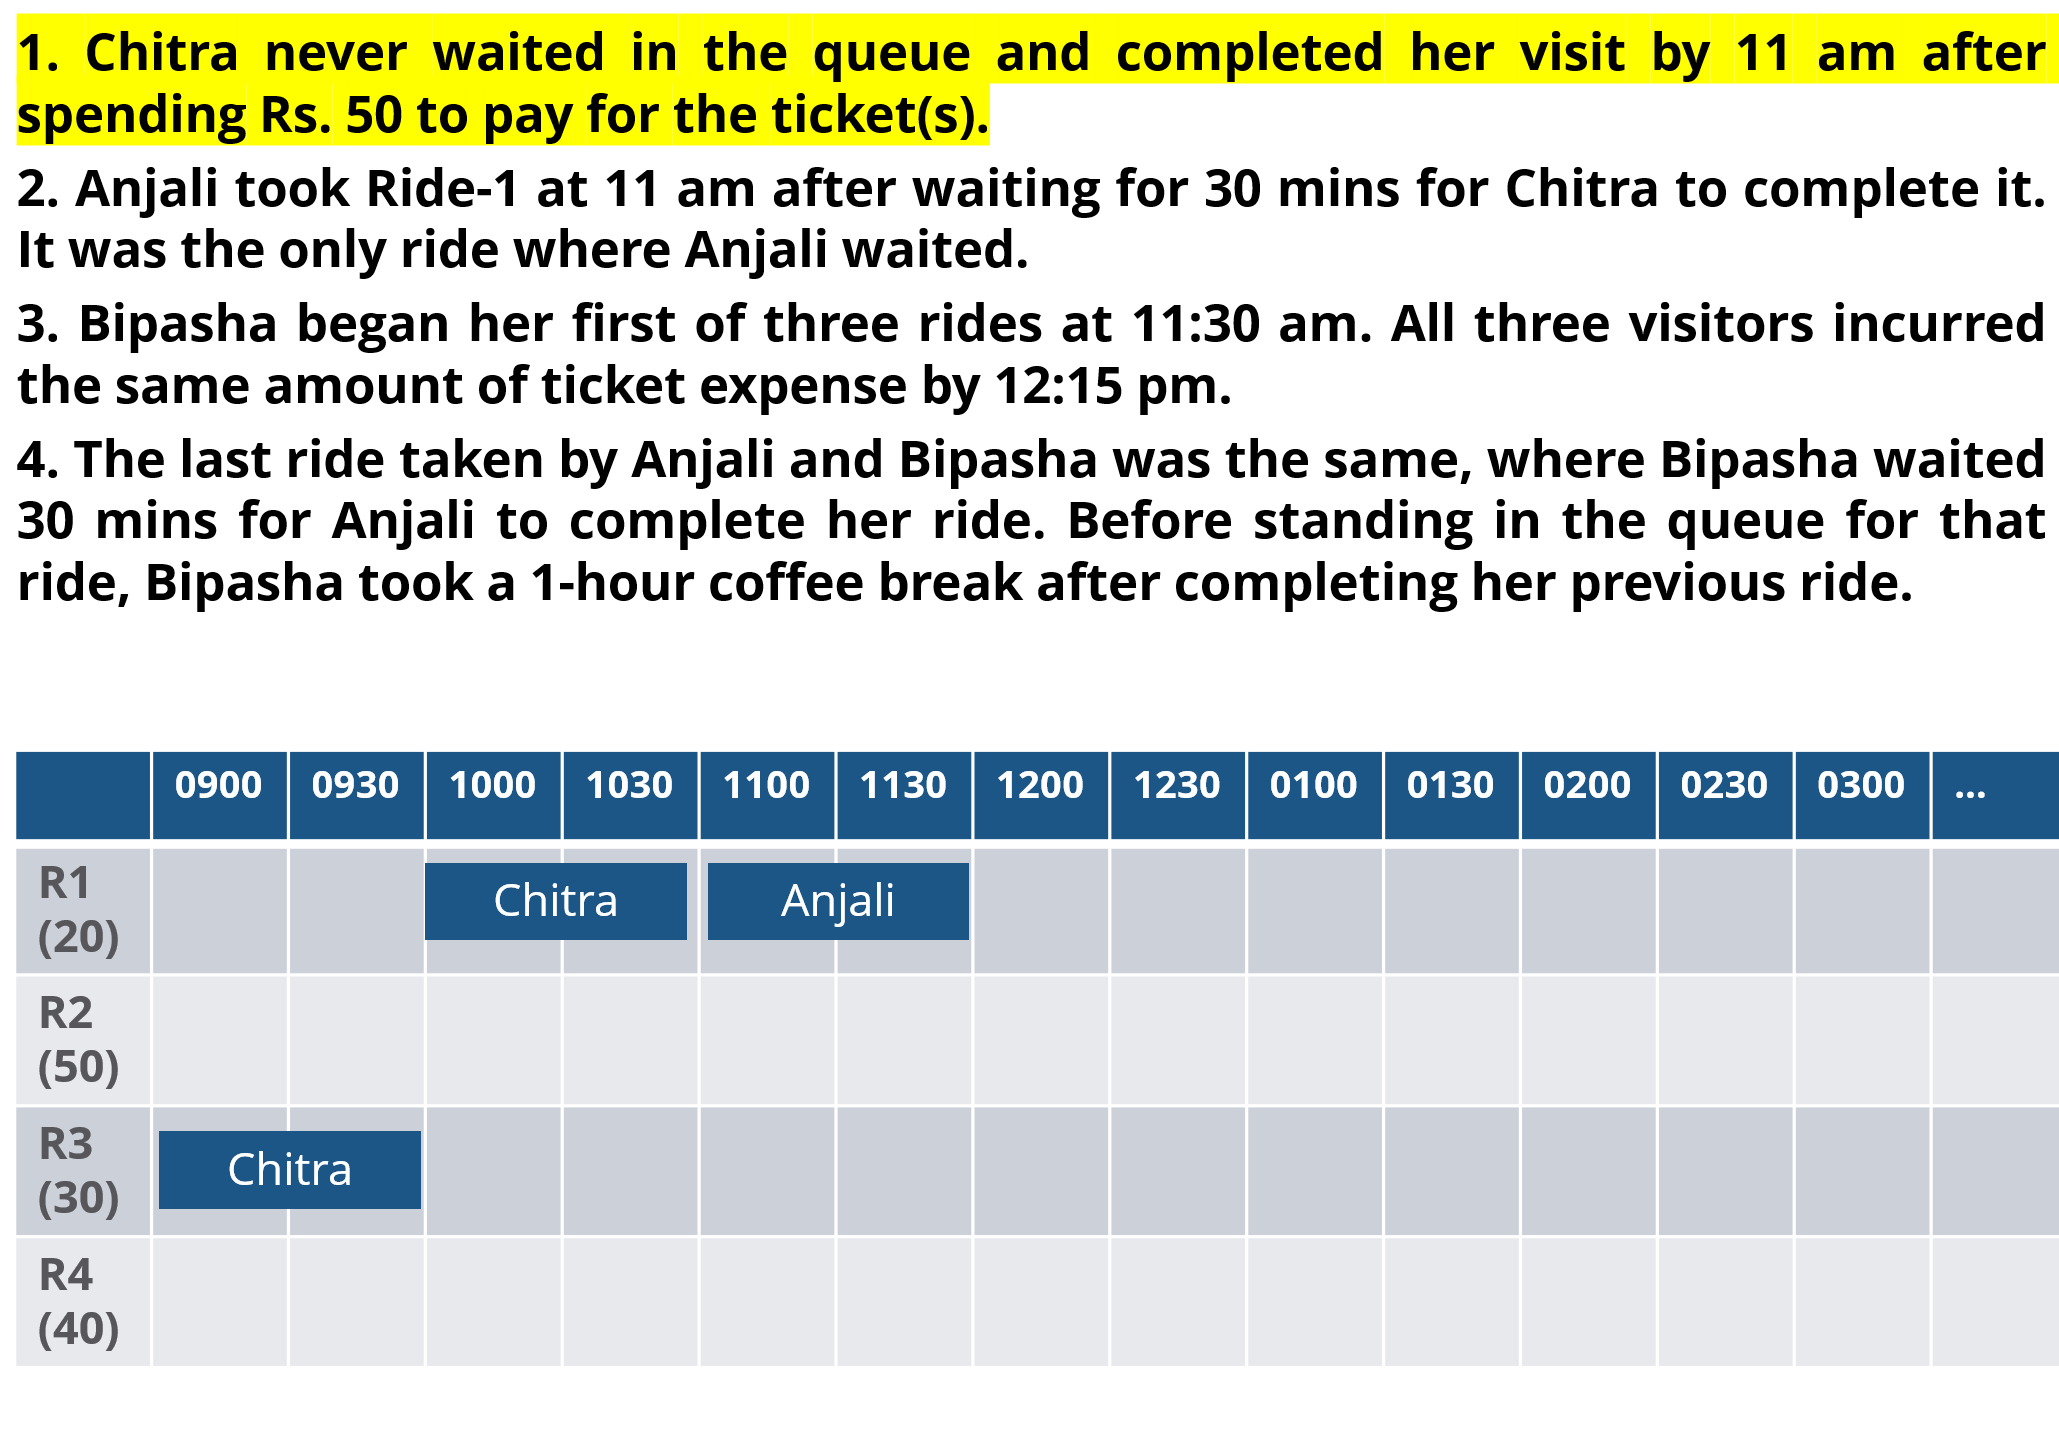 1. Chitra never waited in the queue and completed her visit by 11 am after
spending Rs. 50 to pay for the ticket(s).
2. Anjali took Ride-1 at 11 am after waiting for 30 mins for Chitra to complete it.
It was the only ride where Anjali waited.
3. Bipasha began her first of three rides at 11:30 am. All three visitors incurred
the same amount of ticket expense by 12:15 pm.
4. The last ride taken by Anjali and Bipasha was the same, where Bipasha waited
30 mins for Anjali to complete her ride. Before standing in the queue for that
ride, Bipasha took a 1-hour coffee break after completing her previous ride.
0900 0930 1000 1030 1100 1130 1200 1230 0100 0130 0200 0230 0300 ...
R1
(20)
Chitra Anjali
R2
(50)
R3
(30)
Chitra
R4
(40)